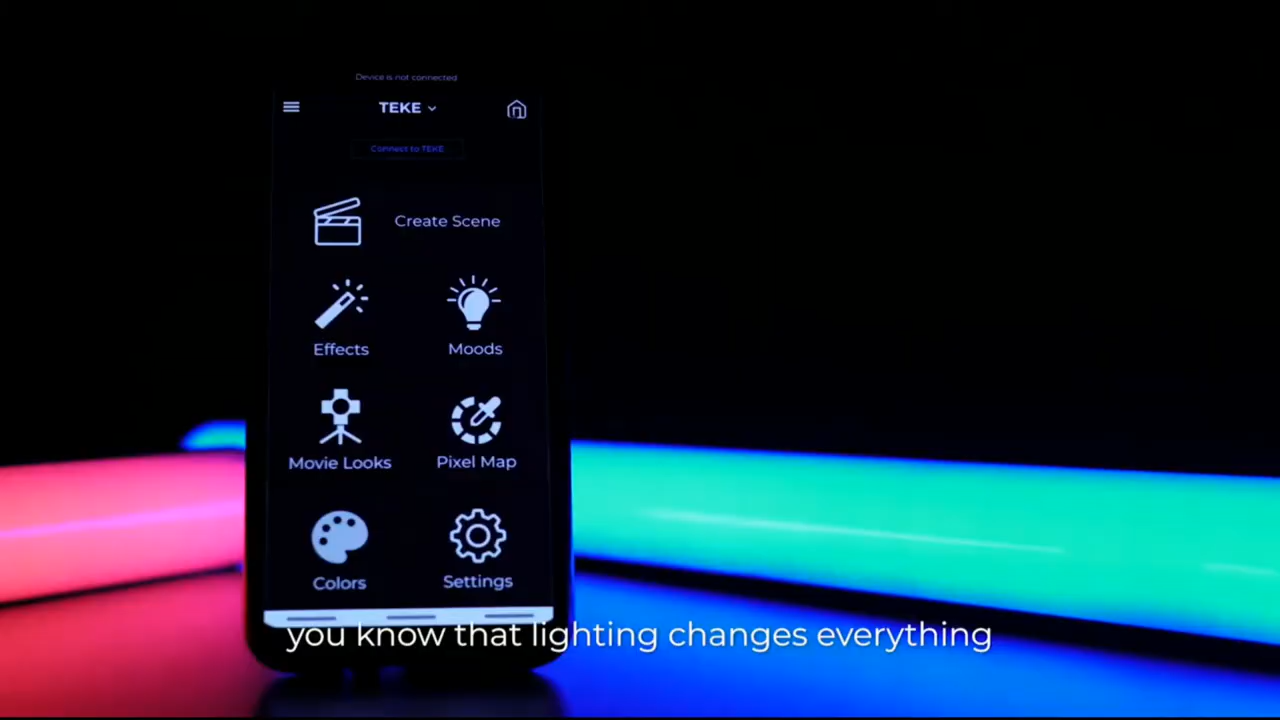 Device is not connected
TEKE
Connect to TEKE
Create Scene
Effects
Moods
Movie Looks
Pixel Map
Colors
Settings
you know that lighting changes everything